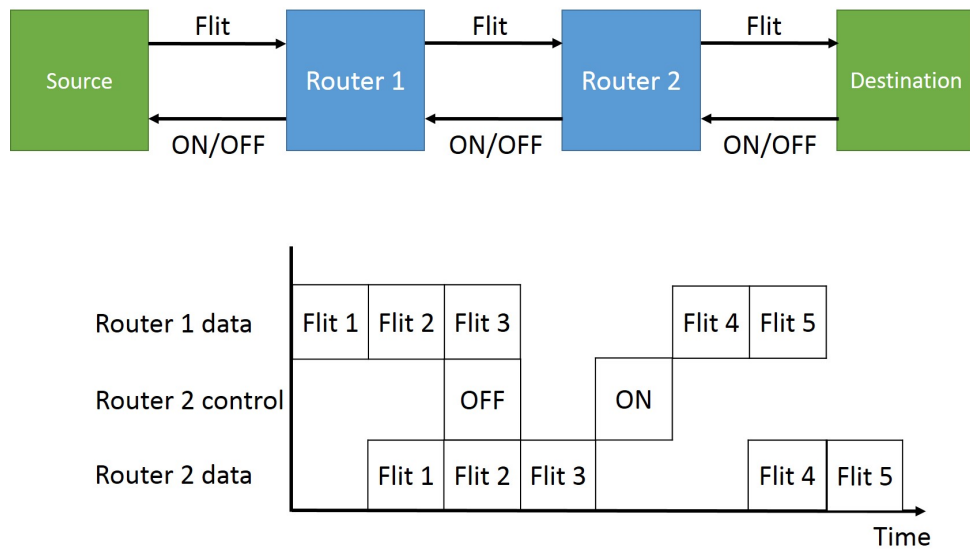 Flit Flit Flit
Source Router 1 Router 2 Destination
ON/OFF ON/OFF ON/OFF
Router 1 data Flit 1 Flit 2 Flit 3 Flit 4 Flit 5
Router 2 control OFF ON
Router 2 data Flit 1 Flit 2 Flit 3 Flit 4 Flit 5
Time